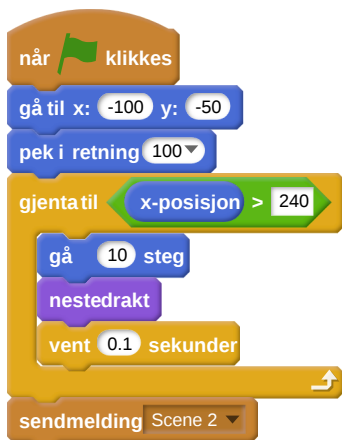 når klikkes
gå til x: -100 y: -50
pek i retning 100
gjenta til x-posisjon > 240
gå 10 steg
nestedrakt
vent 0.1 sekunder
sendmelding Scene 2